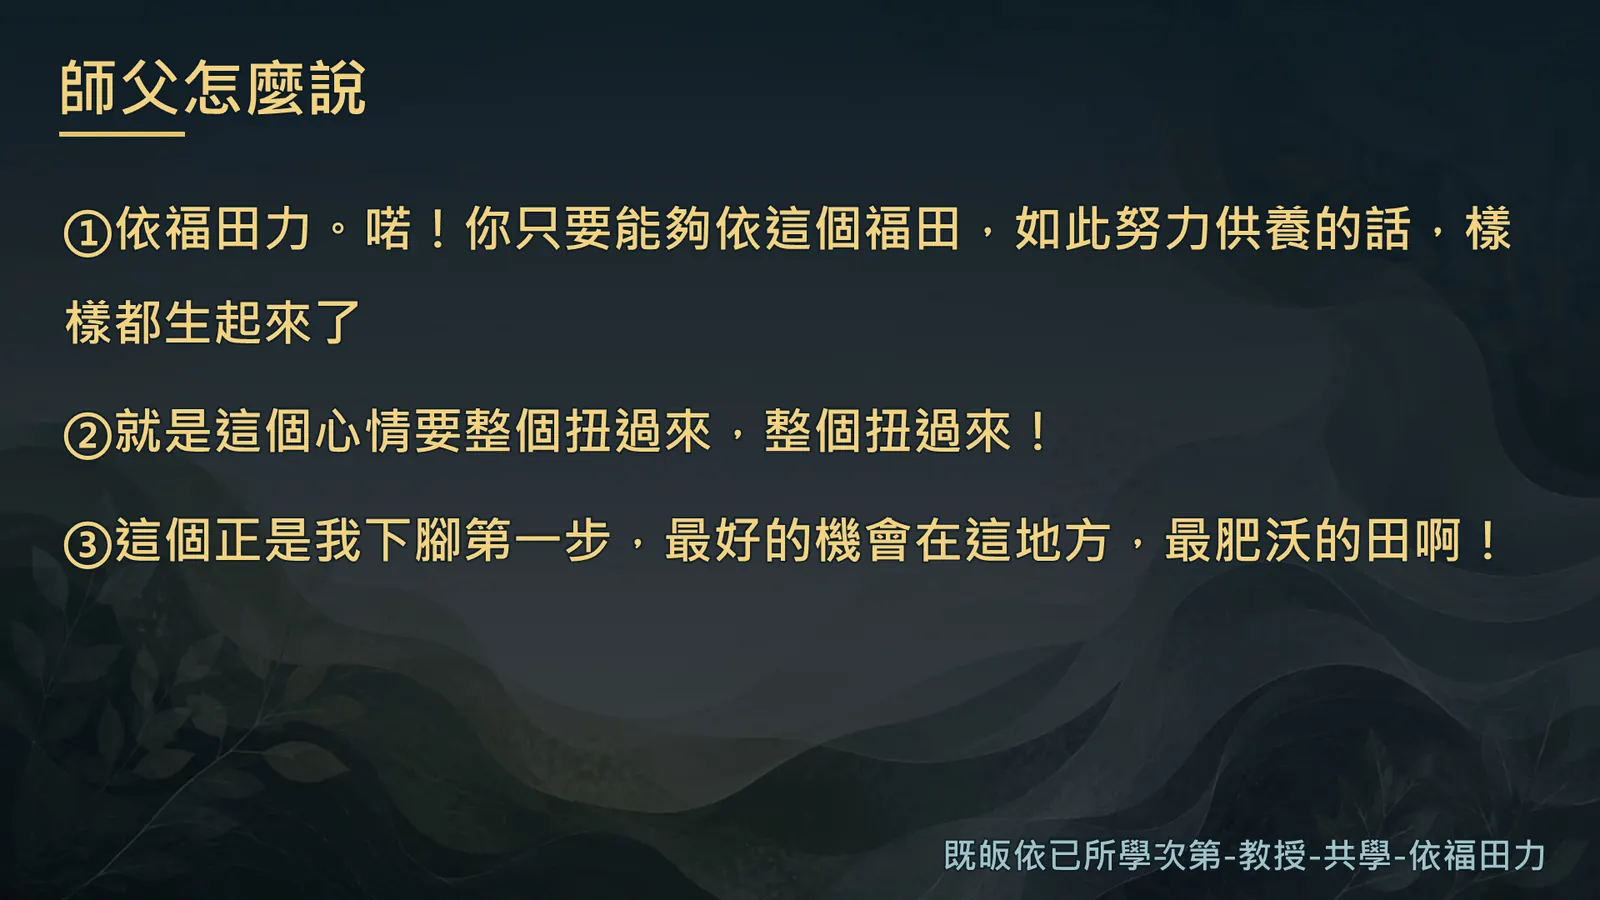 師父怎麼說
①依福田力。喏！你只要能夠依這個福田，如此努力供養的話，樣
樣都生起來了
②就是這個心情要整個扭過來，整個扭過來！
③這個正是我下腳第一步，最好的機會在這地方，最肥沃的田啊！
既皈依已所學次第-教授-共學-依福田力